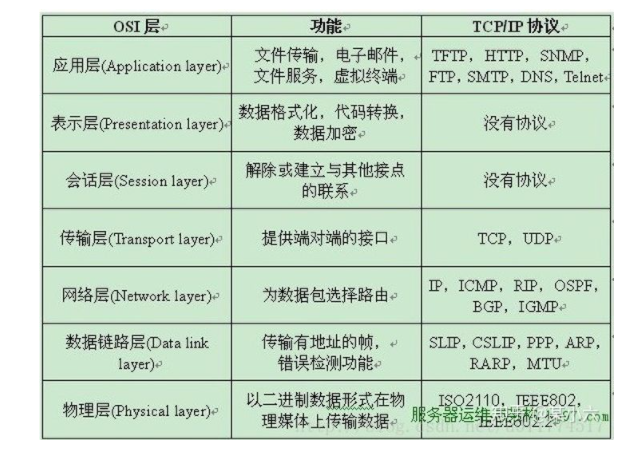 OSI 层
功能
TCP/IP 协议
应用层(Application layer)
文件传输，电子邮件，
文件服务，虚拟终端
TFTP，HTTP，SNMP，
FTP，SMTP，DNS，Telnet
表示层(Presentation layer)
数据格式化，代码转换，
数据加密
没有协议
会话层(Session layer)
解除或建立与其他接点
的联系
没有协议
传输层(Transport layer)
提供端对端的接口
TCP，UDP
网络层(Network layer)
为数据包选择路由
IP，ICMP，RIP，OSPF，
BGP，IGMP
数据链路层(Data link
layer)
传输有地址的帧，
错误检测功能
SLIP，CSLIP，PPP，ARP，
RARP，MTU
物理层(Physical layer)
以二进制数据形式在物
理媒体上传输数据
ISO2110，IEEE802，
IEEE802.2
服务器运维